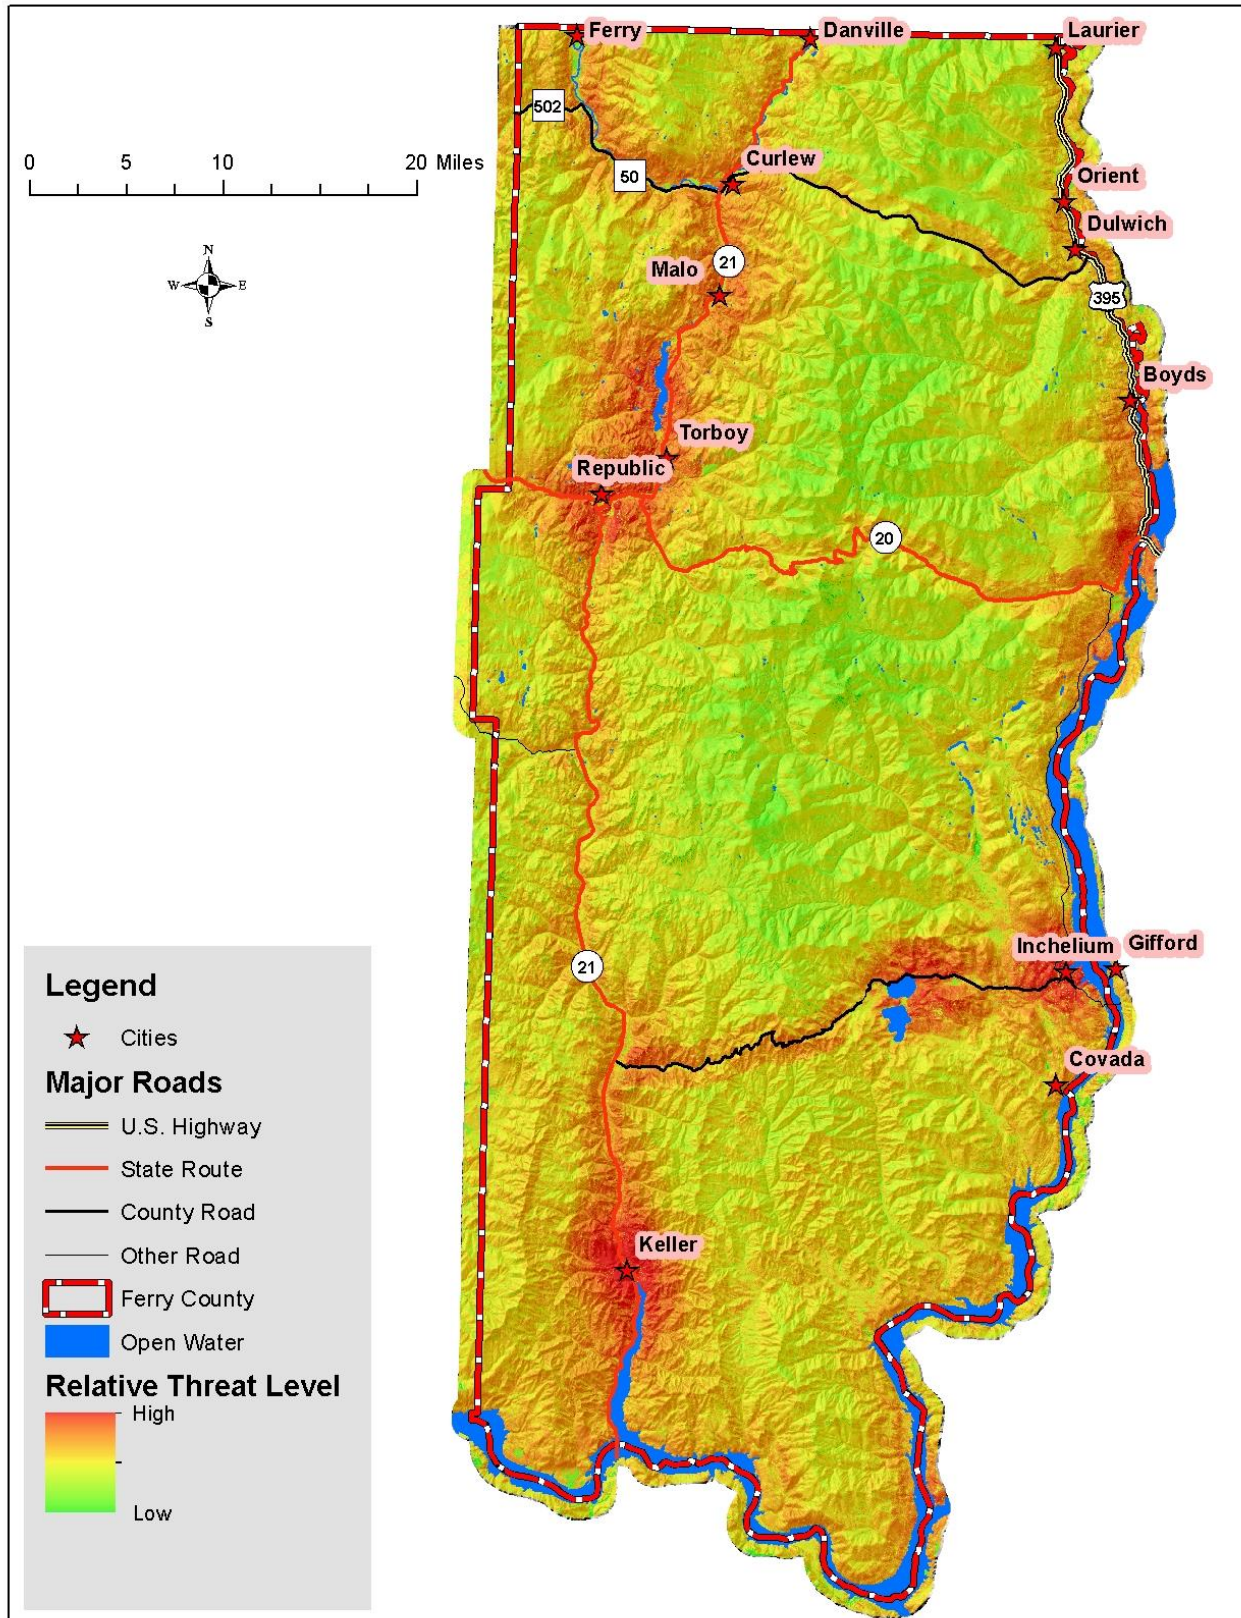 Ferry
Danville
Laurier
502
0 5 10 20 Miles
Curlew
50
Orient
Dulwich
N
W E
S
Malo
21
395
Boyds
Torboy
Republic
20
Inchelium
Gifford
21
Covada
Keller
Legend
Cities
Major Roads
U.S. Highway
State Route
County Road
Other Road
Ferry County
Open Water
Relative Threat Level
High
Low